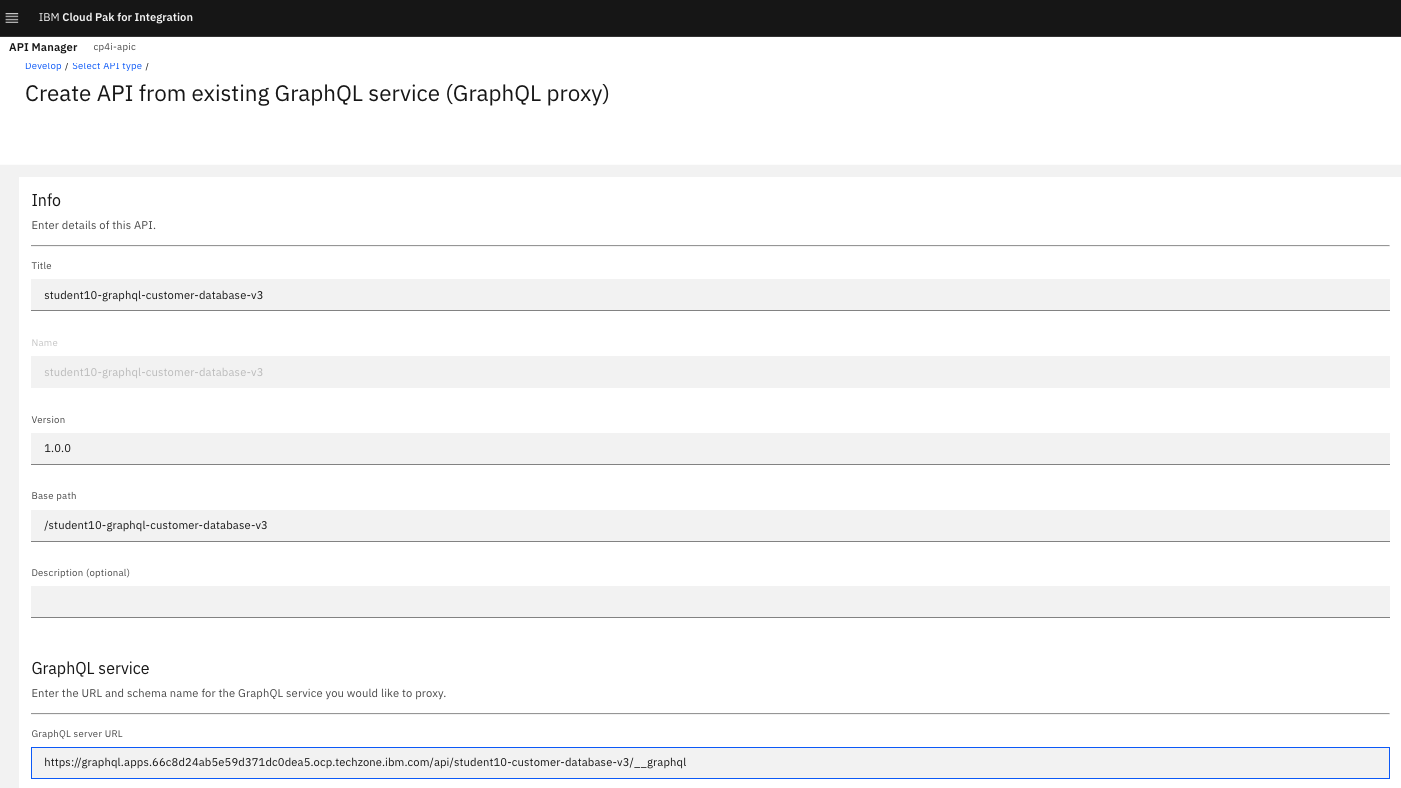 IBM Cloud Pak for Integration
API Manager cp4i-apic
Develop / Select API type /
Create API from existing GraphQL service (GraphQL proxy)
Info
Enter details of this API.
Title
student10-graphql-customer-database-v3
Name
student10-graphql-customer-database-v3
Version
1.0.0
Base path
/student10-graphql-customer-database-v3
Description (optional)
GraphQL service
Enter the URL and schema name for the GraphQL service you would like to proxy.
GraphQL server URL
https://graphql.apps.66c8d24ab5e59d371dc0dea5.ocp.techzone.ibm.com/api/student10-customer-database-v3/__graphql